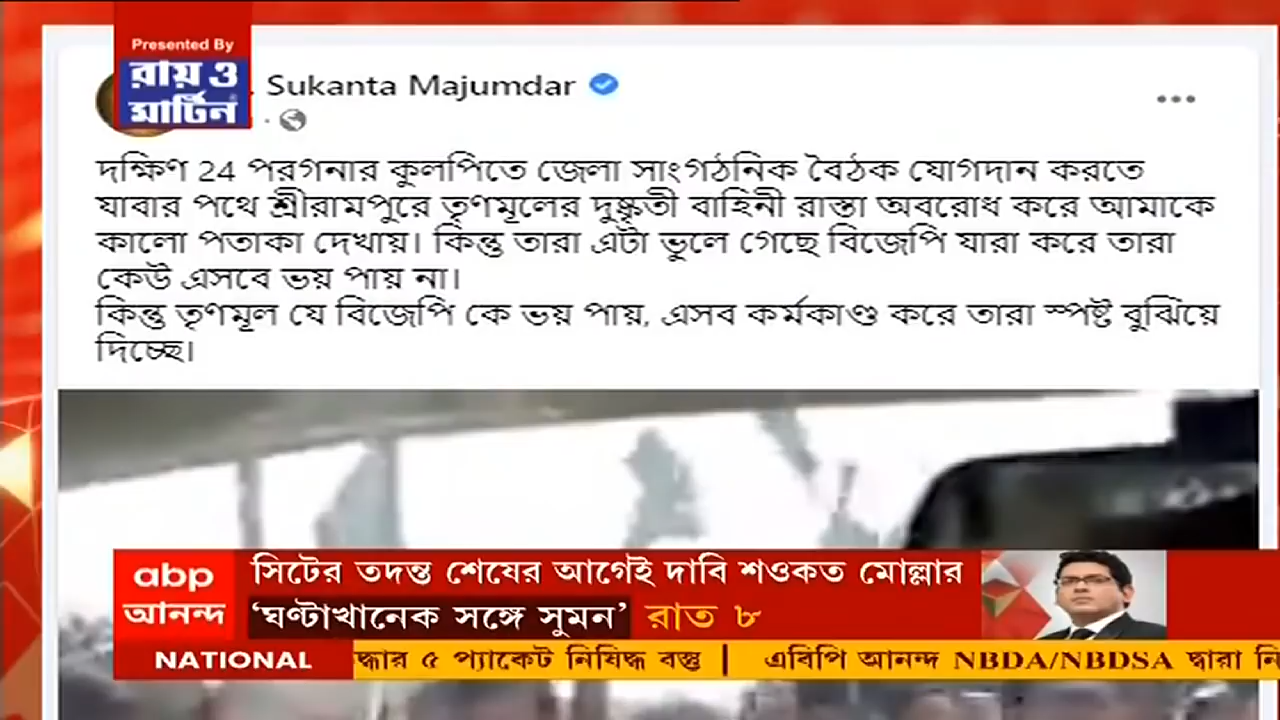 Presented By
রায় ও
মার্টিন
Sukanta Majumdar
দক্ষিণ 24 পরগনার কুলপিতে জেলা সাংগঠনিক বৈঠক যোগদান করতে
যাবার পথে শ্রীরামপুরে তৃণমূলের দুষ্কৃতী বাহিনী রাস্তা অবরোধ করে আমাকে
কালো পতাকা দেখায়। কিন্তু তারা এটা ভুলে গেছে বিজেপি যারা করে তারা
কেউ এসবে ভয় পায় না।
কিন্তু তৃণমূল যে বিজেপি কে ভয় পায়, এসব কর্মকাণ্ড করে তারা স্পষ্ট বুঝিয়ে
দিচ্ছে।
abp
আনন্দ
সিটের তদন্ত শেষের আগেই দাবি শওকত মোল্লার
‘ঘণ্টাখানেক সঙ্গে সুমন’ রাত ৮
NATIONAL
দ্ধার ৫ প্যাকেট নিষিদ্ধ বস্তু | এবিপি আনন্দ NBDA/NBDSA দ্বারা নি